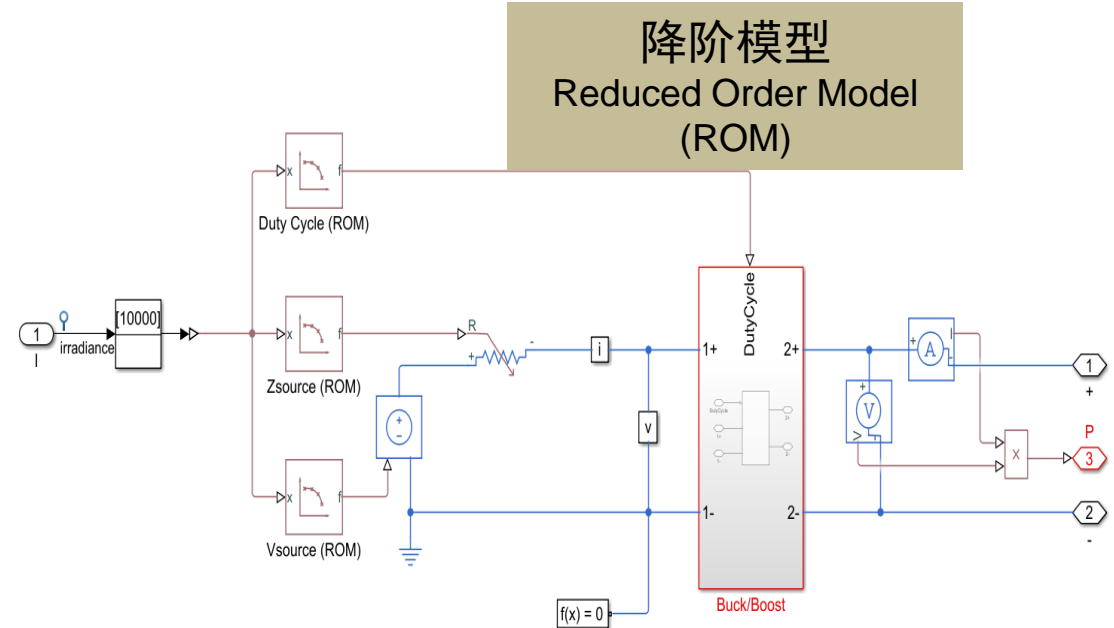 降阶模型
Reduced Order Model
(ROM)
x f
Duty Cycle (ROM)
1
I
irradiance
[10000]
x f
Zsource (ROM)
R
+ -
i
v
+
-
x f
Vsource (ROM)
f(x) = 0
DutyCycle
1+ 2+
1- 2-
Buck/Boost
+ A I -
+ V
×
1
+
P
3
2
-